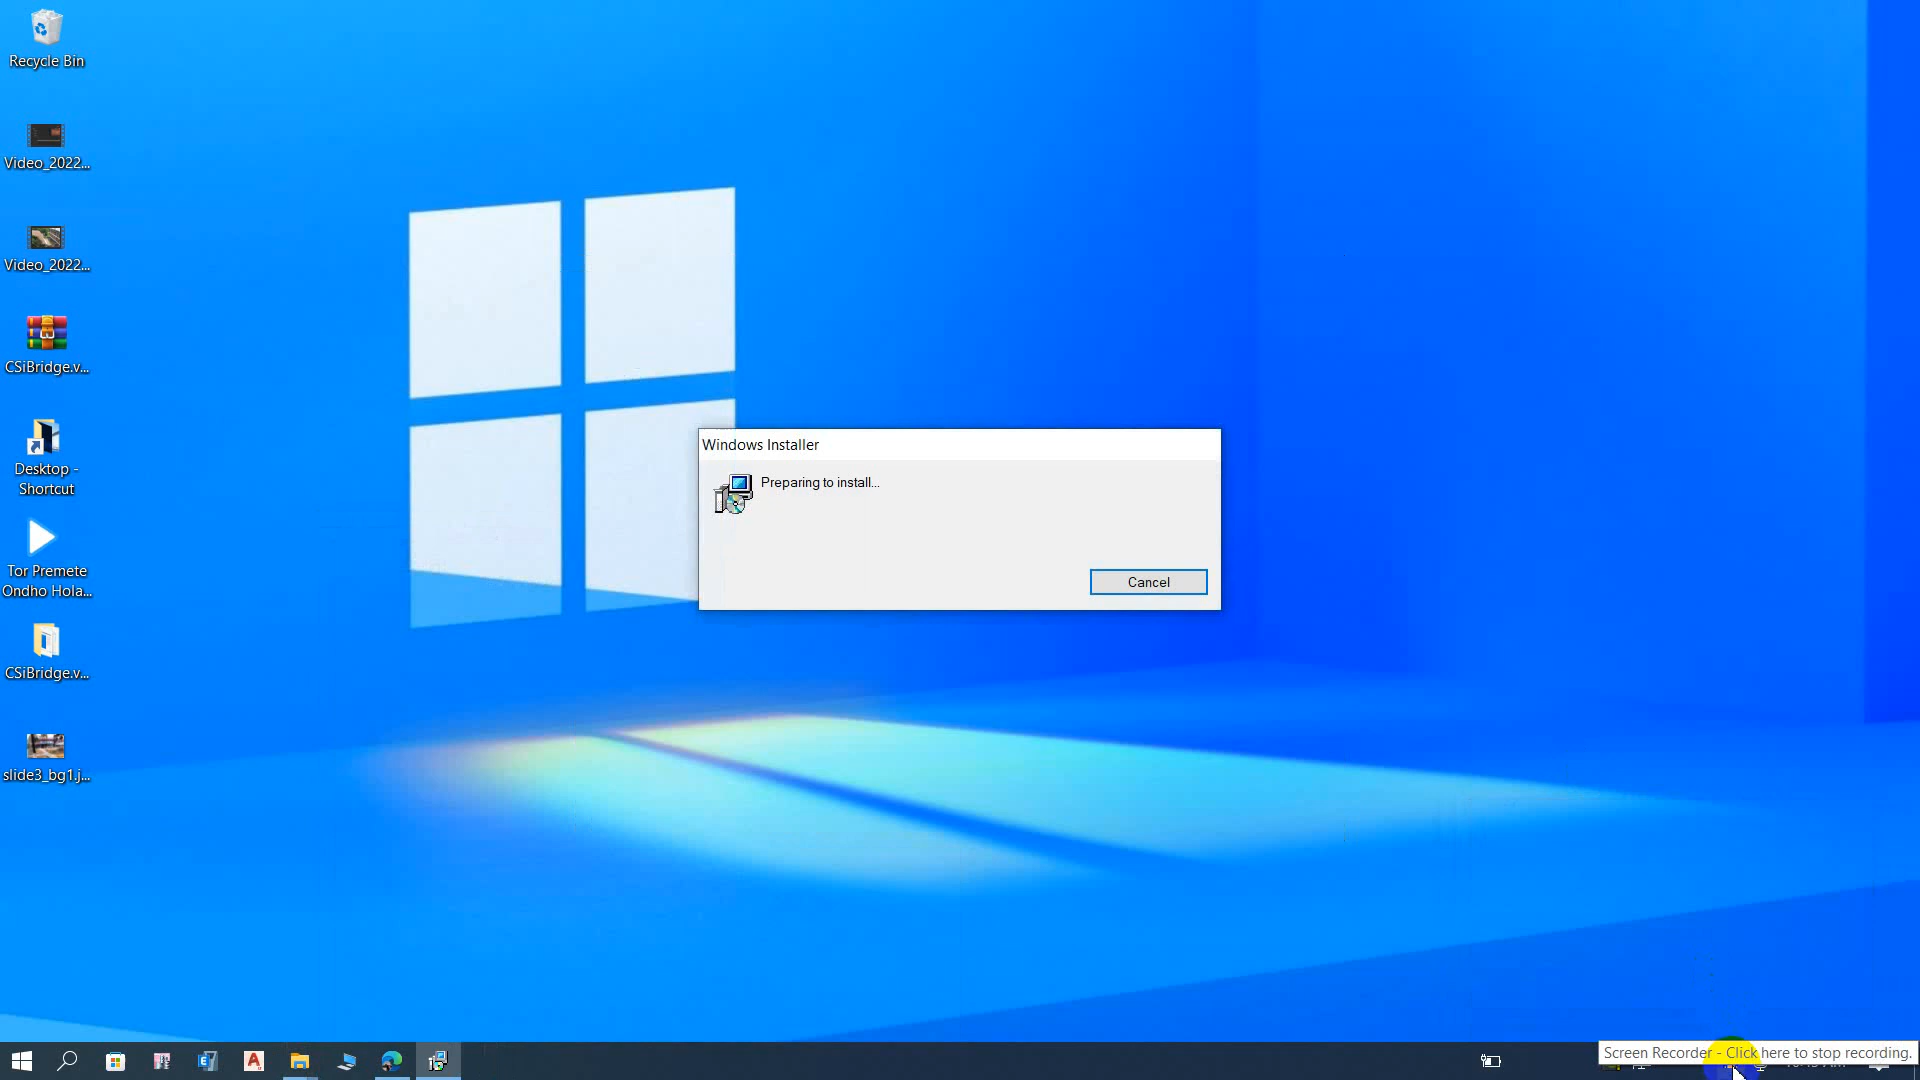 Recycle Bin
Video_2022...
Video_2022...
CSiBridge.v...
Desktop -
Shortcut
Tor Premete
Ondho Hola...
CSiBridge.v...
slide3_bg1.j...
Windows Installer
Preparing to install...
Cancel
Screen Recorder - Click here to stop recording.